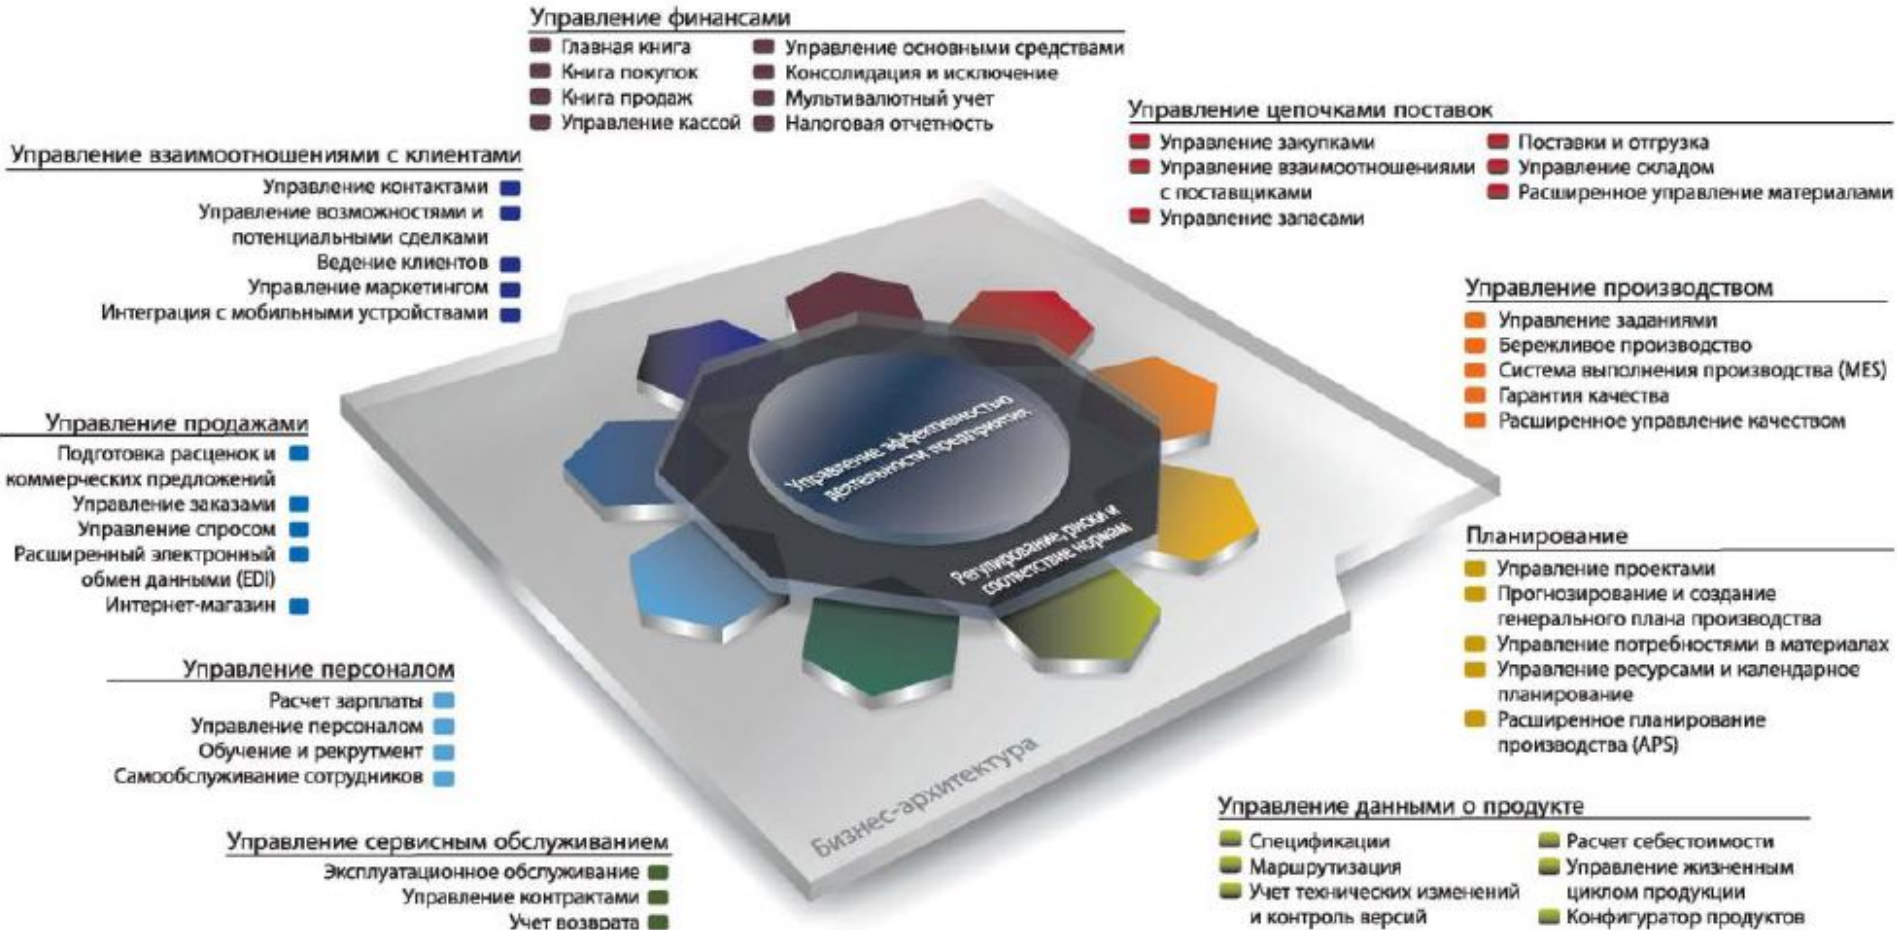 Управление финансами
Главная книга
Книга покупок
Книга продаж
Управление кассой
Управление основными средствами
Консолидация и исключение
Мультивалютный учет
Налоговая отчетность
Управление цепочками поставок
Управление закупками
Управление взаимоотношениями
с поставщиками
Управление запасами
Поставки и отгрузка
Управление складом
Расширенное управление материалами
Управление взаимоотношениями с клиентами
Управление контактами
Управление возможностями и
потенциальными сделками
Ведение клиентов
Управление маркетингом
Интеграция с мобильными устройствами
Управление производством
Управление заданиями
Бережливое производство
Система выполнения производства (MES)
Гарантия качества
Расширенное управление качеством
Управление продажами
Подготовка расценок и
коммерческих предложений
Управление заказами
Управление спросом
Расширенный электронный
обмен данными (EDI)
Интернет-магазин
Управление эффективностью
деятельности предприятия
Регулирование, риски и
соответствие нормам
Планирование
Управление проектами
Прогнозирование и создание
генерального плана производства
Управление потребностями в материалах
Управление ресурсами и календарное
планирование
Расширенное планирование
производства (APS)
Управление персоналом
Расчет зарплаты
Управление персоналом
Обучение и рекрутмент
Самообслуживание сотрудников
Бизнес-архитектура
Управление данными о продукте
Спецификации
Маршрутизация
Учет технических изменений
и контроль версий
Расчет себестоимости
Управление жизненным
циклом продукции
Конфигуратор продуктов
Управление сервисным обслуживанием
Эксплуатационное обслуживание
Управление контрактами
Учет возврата